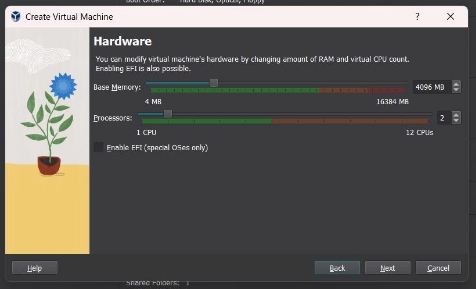 Boot Order: Hard Disk, Optical, Floppy
Create Virtual Machine
?
Hardware
You can modify virtual machine's hardware by changing amount of RAM and virtual CPU count.
Enabling EFI is also possible.
Base Memory:
4096 MB
4 MB
16384 MB
Processors:
2
1 CPU
12 CPUs
Enable EFI (special OSes only)
Help
Back
Next
Cancel
Shared Folders: 1